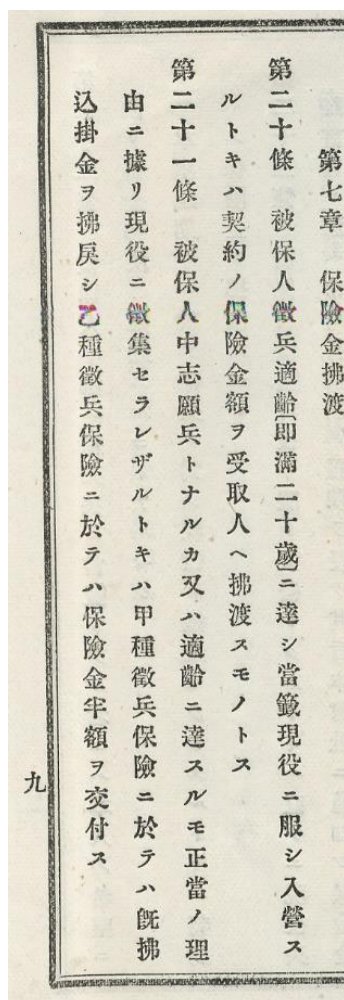 第七章　保險金拂渡
第二十條　被保人徵兵適齡〔即滿二十歲〕ニ達シ當籤現役ニ服シ入營ス
ルトキハ契約ノ保險金額ヲ受取人ヘ拂渡スモノトス
第二十一條　被保人中志願兵トナルカ又ハ適齡ニ達スルモ正當ノ理
由ニ據リ現役ニ徵集セラレザルトキハ甲種徵兵保險ニ於テハ既拂
込掛金ヲ拂戾シ乙種徵兵保險ニ於テハ保險金半額ヲ交付ス
九